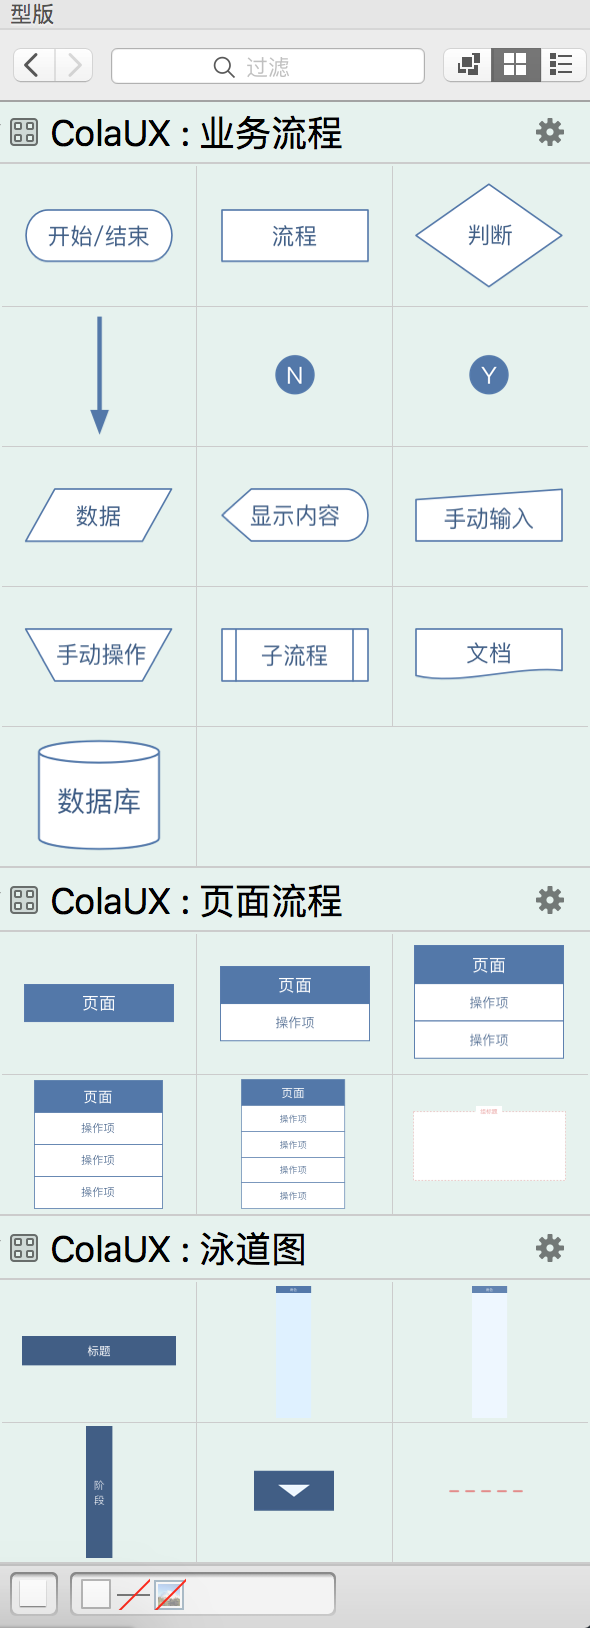 型版
过滤
ColaUX : 业务流程
开始/结束
流程
判断
N
Y
数据
显示内容
手动输入
手动操作
子流程
文档
数据库
ColaUX : 页面流程
页面
页面
操作项
页面
操作项
操作项
页面
操作项
操作项
操作项
页面
操作项
操作项
操作项
操作项
ColaUX : 泳道图
标题
阶
段